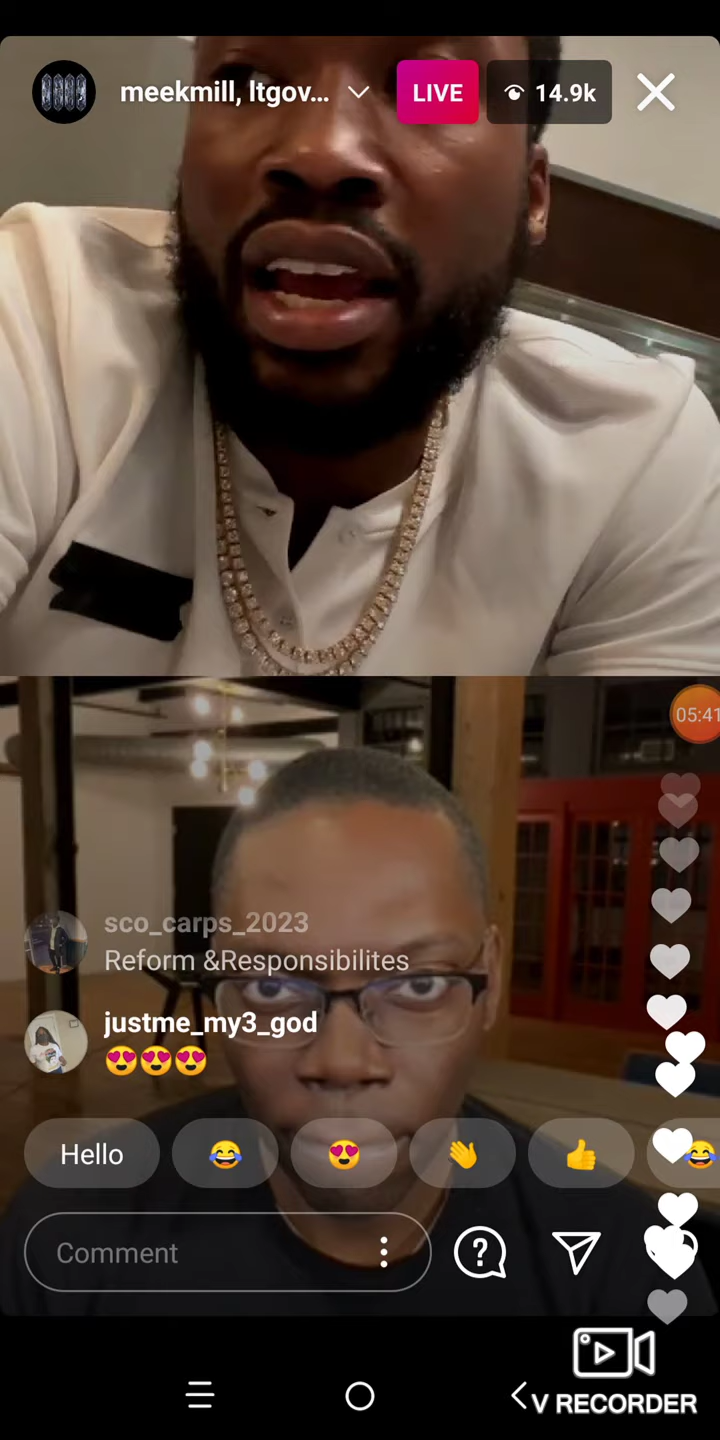 meekmill, ltgov...
LIVE
14.9k
05:41
sco_carps_2023
Reform &Responsibilites
justme_my3_god
😍😍😍
Hello 😂 😍 👋 👍 😂
Comment
V RECORDER